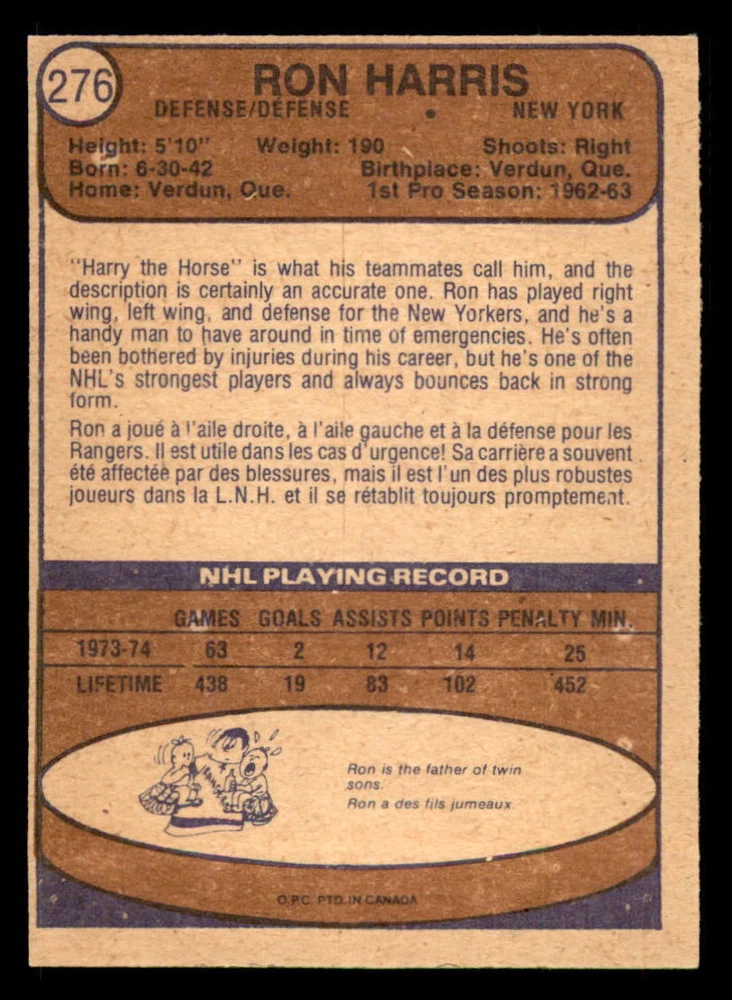 276
RON HARRIS
DEFENSE/DÉFENSE • NEW YORK
Height: 5'10" Weight: 190 Shoots: Right
Born: 6-30-42 Birthplace: Verdun, Que.
Home: Verdun, Que. 1st Pro Season: 1962-63
"Harry the Horse" is what his teammates call him, and the
description is certainly an accurate one. Ron has played right
wing, left wing, and defense for the New Yorkers, and he's a
handy man to have around in time of emergencies. He's often
been bothered by injuries during his career, but he's one of the
NHL's strongest players and always bounces back in strong
form.
Ron a joué à l'aile droite, à l'aile gauche et à la défense pour les
Rangers. Il est utile dans les cas d'urgence! Sa carrière a souvent
été affectée par des blessures, mais il est l'un des plus robustes
joueurs dans la L.N.H. et il se rétablit toujours promptement.
NHL PLAYING RECORD
GAMES GOALS ASSISTS POINTS PENALTY MIN.
1973-74 63 2 12 14 25
LIFETIME 438 19 83 102 452
Ron is the father of twin
sons.
Ron a des fils jumeaux.
O.P.C. PTD. IN CANADA